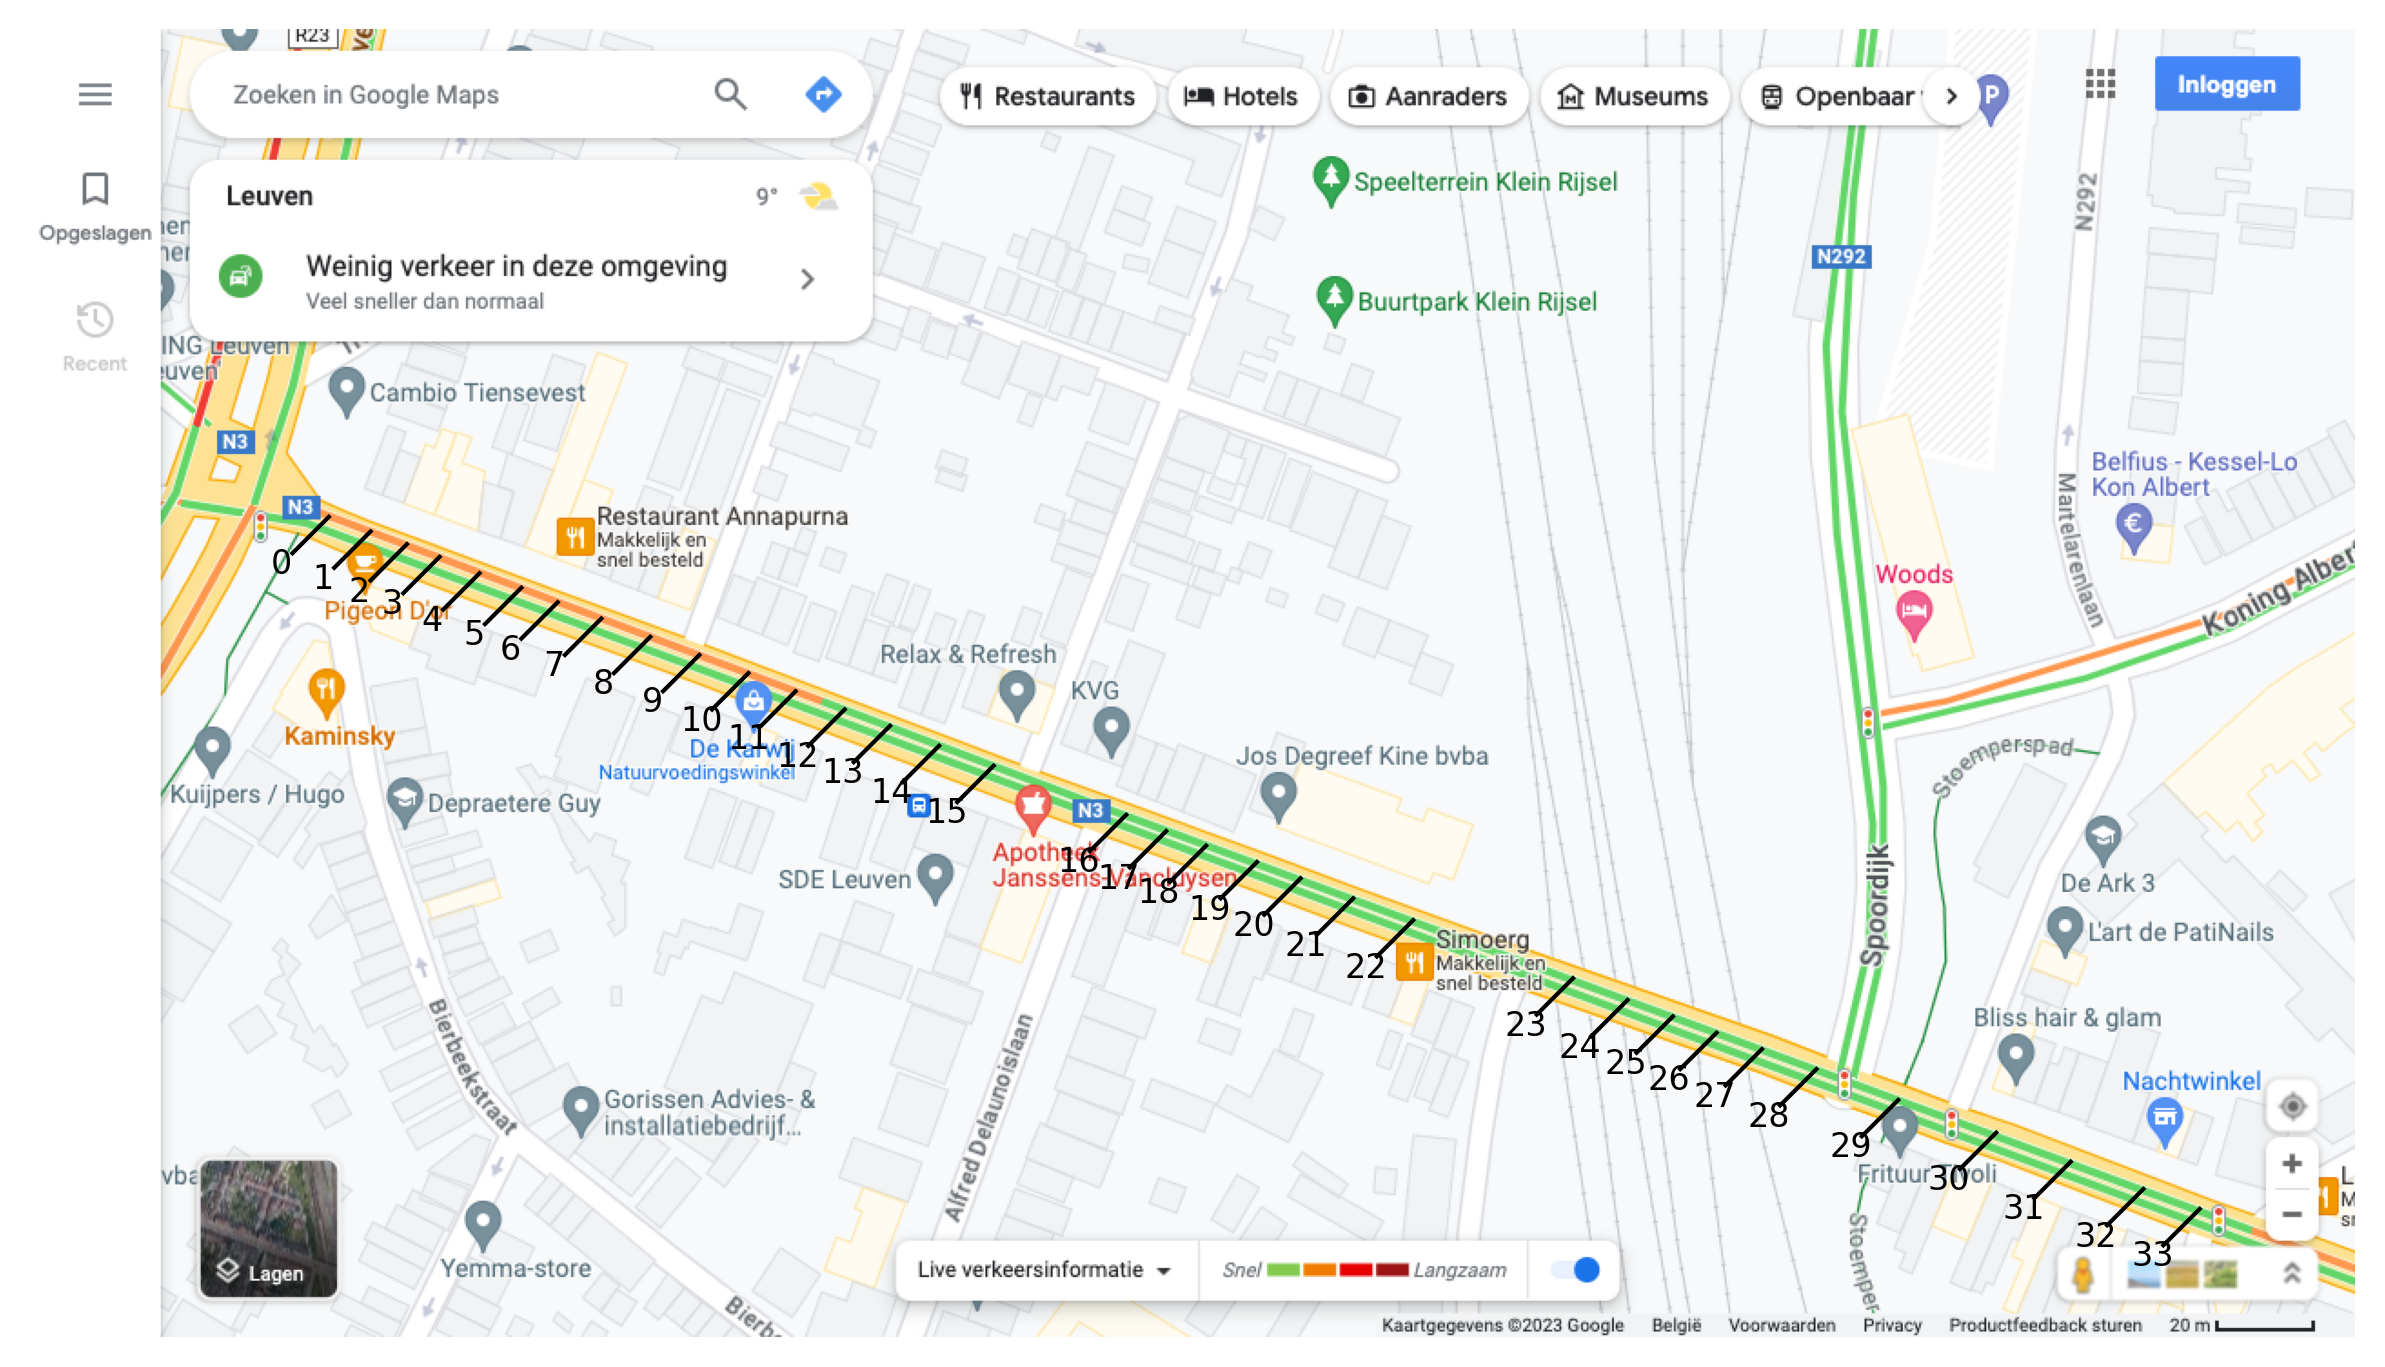 R23
Zoeken in Google Maps
Restaurants
Hotels
Aanraders
Museums
Openbaar
P
Inloggen
Opgeslagen
Recent
Leuven
9°
Weinig verkeer in deze omgeving
Veel sneller dan normaal
Speelterrein Klein Rijsel
Buurtpark Klein Rijsel
N292
N292
ING Leuven
Cambio Tiensevest
N3
N3
Restaurant Annapurna
Makkelijk en
snel besteld
Belfius - Kessel-Lo
Kon Albert
Martelarenlaan
Woods
Koning Albert
Pigeon D'or
Relax & Refresh
KVG
Kaminsky
De Karwij
Natuurvoedingswinkel
Jos Degreef Kine bvba
Stoemperspad
Kuijpers / Hugo
Depraetere Guy
N3
Apotheek
Janssens-Vancluysen
SDE Leuven
Spoordijk
De Ark 3
L'art de PatiNails
Simoerg
Makkelijk en
snel besteld
Bliss hair & glam
Bierbeekstraat
Alfred Delaunoislaan
Gorissen Advies- &
installatiebedrijf...
Nachtwinkel
Frituur Tivoli
Yemma-store
Lagen
Live verkeersinformatie
Snel
Langzaam
Kaartgegevens ©2023 Google
België
Voorwaarden
Privacy
Productfeedback sturen
20 m
0
1
2
3
4
5
6
7
8
9
10
11
12
13
14
15
16
17
18
19
20
21
22
23
24
25
26
27
28
29
30
31
32
33